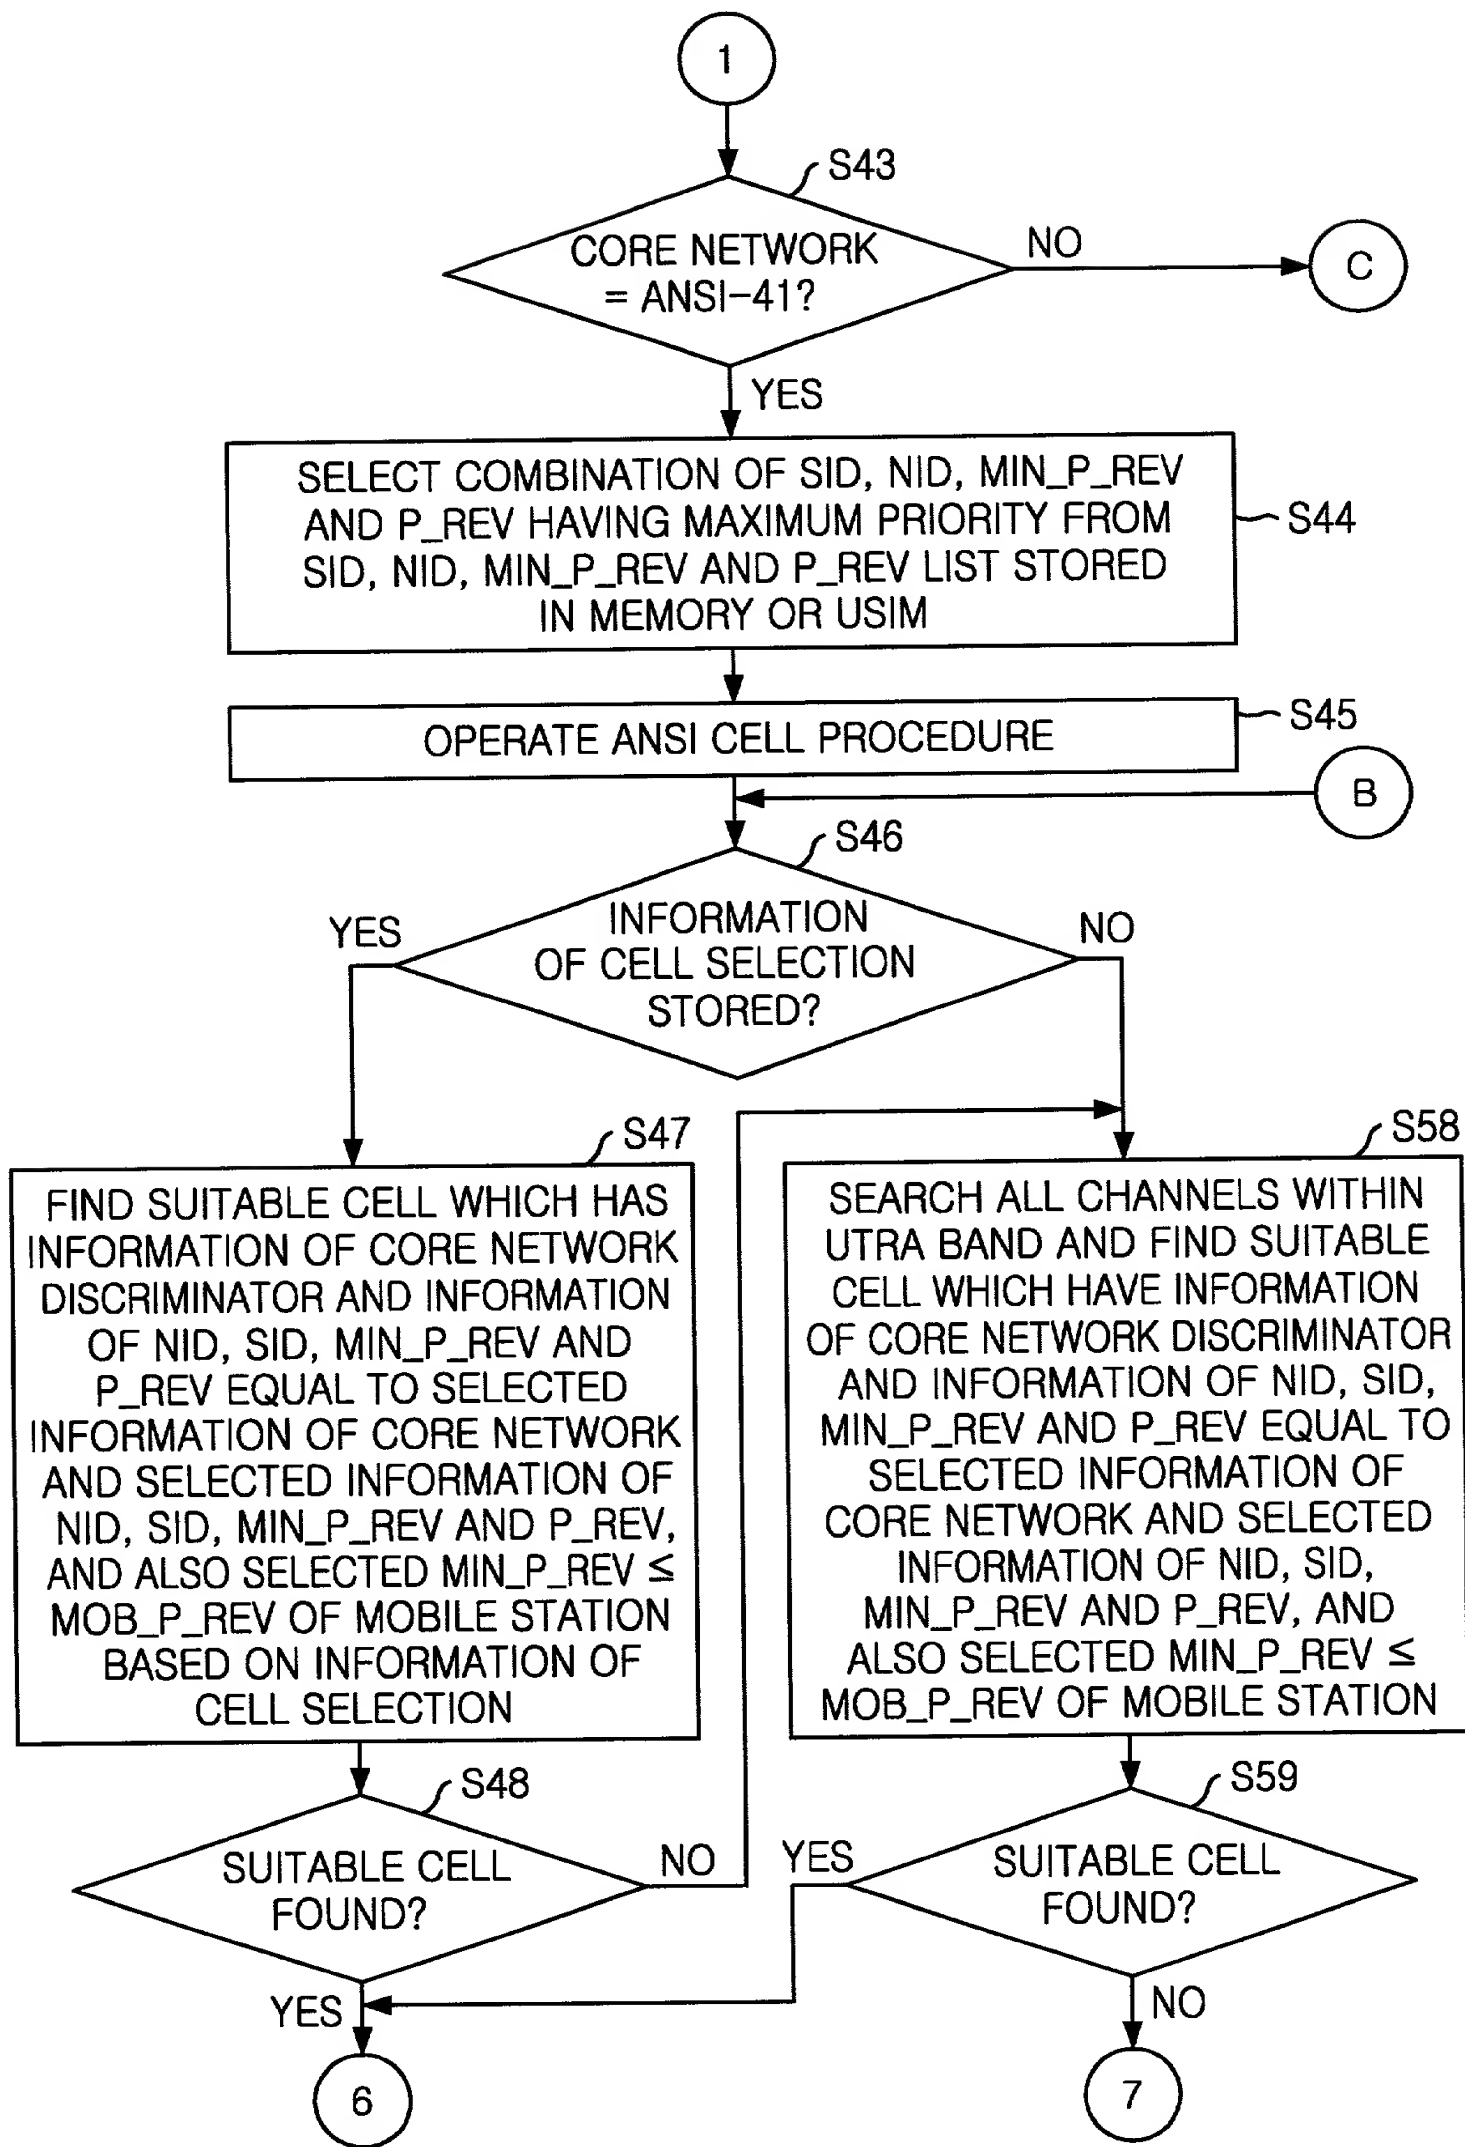 1
S43
CORE NETWORK
= ANSI-41?
NO
C
YES
SELECT COMBINATION OF SID, NID, MIN_P_REV
AND P_REV HAVING MAXIMUM PRIORITY FROM
SID, NID, MIN_P_REV AND P_REV LIST STORED
IN MEMORY OR USIM
S44
OPERATE ANSI CELL PROCEDURE
S45
B
S46
INFORMATION
OF CELL SELECTION
STORED?
YES
NO
S47
FIND SUITABLE CELL WHICH HAS
INFORMATION OF CORE NETWORK
DISCRIMINATOR AND INFORMATION
OF NID, SID, MIN_P_REV AND
P_REV EQUAL TO SELECTED
INFORMATION OF CORE NETWORK
AND SELECTED INFORMATION OF
NID, SID, MIN_P_REV AND P_REV,
AND ALSO SELECTED MIN_P_REV ≤
MOB_P_REV OF MOBILE STATION
BASED ON INFORMATION OF
CELL SELECTION
S58
SEARCH ALL CHANNELS WITHIN
UTRA BAND AND FIND SUITABLE
CELL WHICH HAVE INFORMATION
OF CORE NETWORK DISCRIMINATOR
AND INFORMATION OF NID, SID,
MIN_P_REV AND P_REV EQUAL TO
SELECTED INFORMATION OF
CORE NETWORK AND SELECTED
INFORMATION OF NID, SID,
MIN_P_REV AND P_REV, AND
ALSO SELECTED MIN_P_REV ≤
MOB_P_REV OF MOBILE STATION
S48
SUITABLE CELL
FOUND?
NO
YES
S59
SUITABLE CELL
FOUND?
YES
NO
6
7